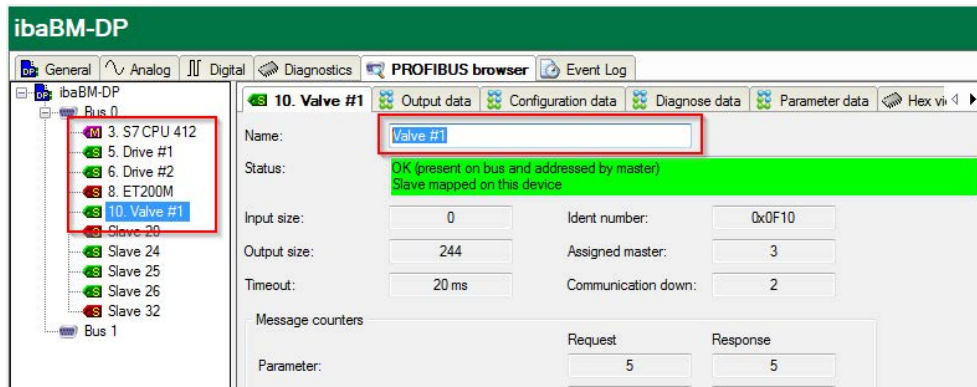 ibaBM-DP
General Analog Digital Diagnostics PROFIBUS browser Event Log
ibaBM-DP
Bus 0
3. S7 CPU 412
5. Drive #1
6. Drive #2
8. ET200M
10. Valve #1
Slave 20
Slave 24
Slave 25
Slave 26
Slave 32
Bus 1
10. Valve #1 Output data Configuration data Diagnose data Parameter data Hex vi
Name: Valve #1
Status: OK (present on bus and addressed by master)
Slave mapped on this device
Input size: 0 Ident number: 0x0F10
Output size: 244 Assigned master: 3
Timeout: 20 ms Communication down: 2
Message counters
Request Response
Parameter: 5 5